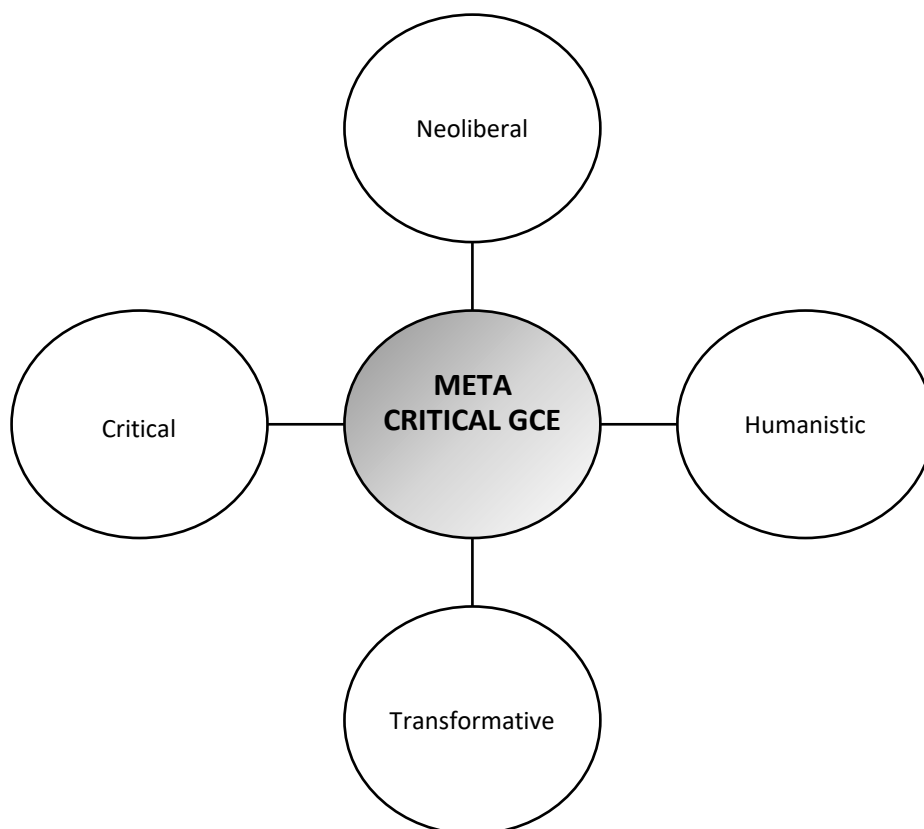 Neoliberal
META
CRITICAL GCE
Critical
Humanistic
Transformative